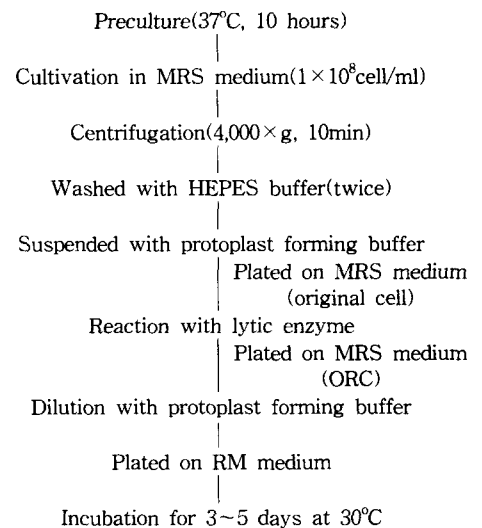 Preculture(37℃, 10 hours)
Cultivation in MRS medium(1×10⁸cell/ml)
Centrifugation(4,000×g, 10min)
Washed with HEPES buffer(twice)
Suspended with protoplast forming buffer
Plated on MRS medium
(original cell)
Reaction with lytic enzyme
Plated on MRS medium
(ORC)
Dilution with protoplast forming buffer
Plated on RM medium
Incubation for 3~5 days at 30℃